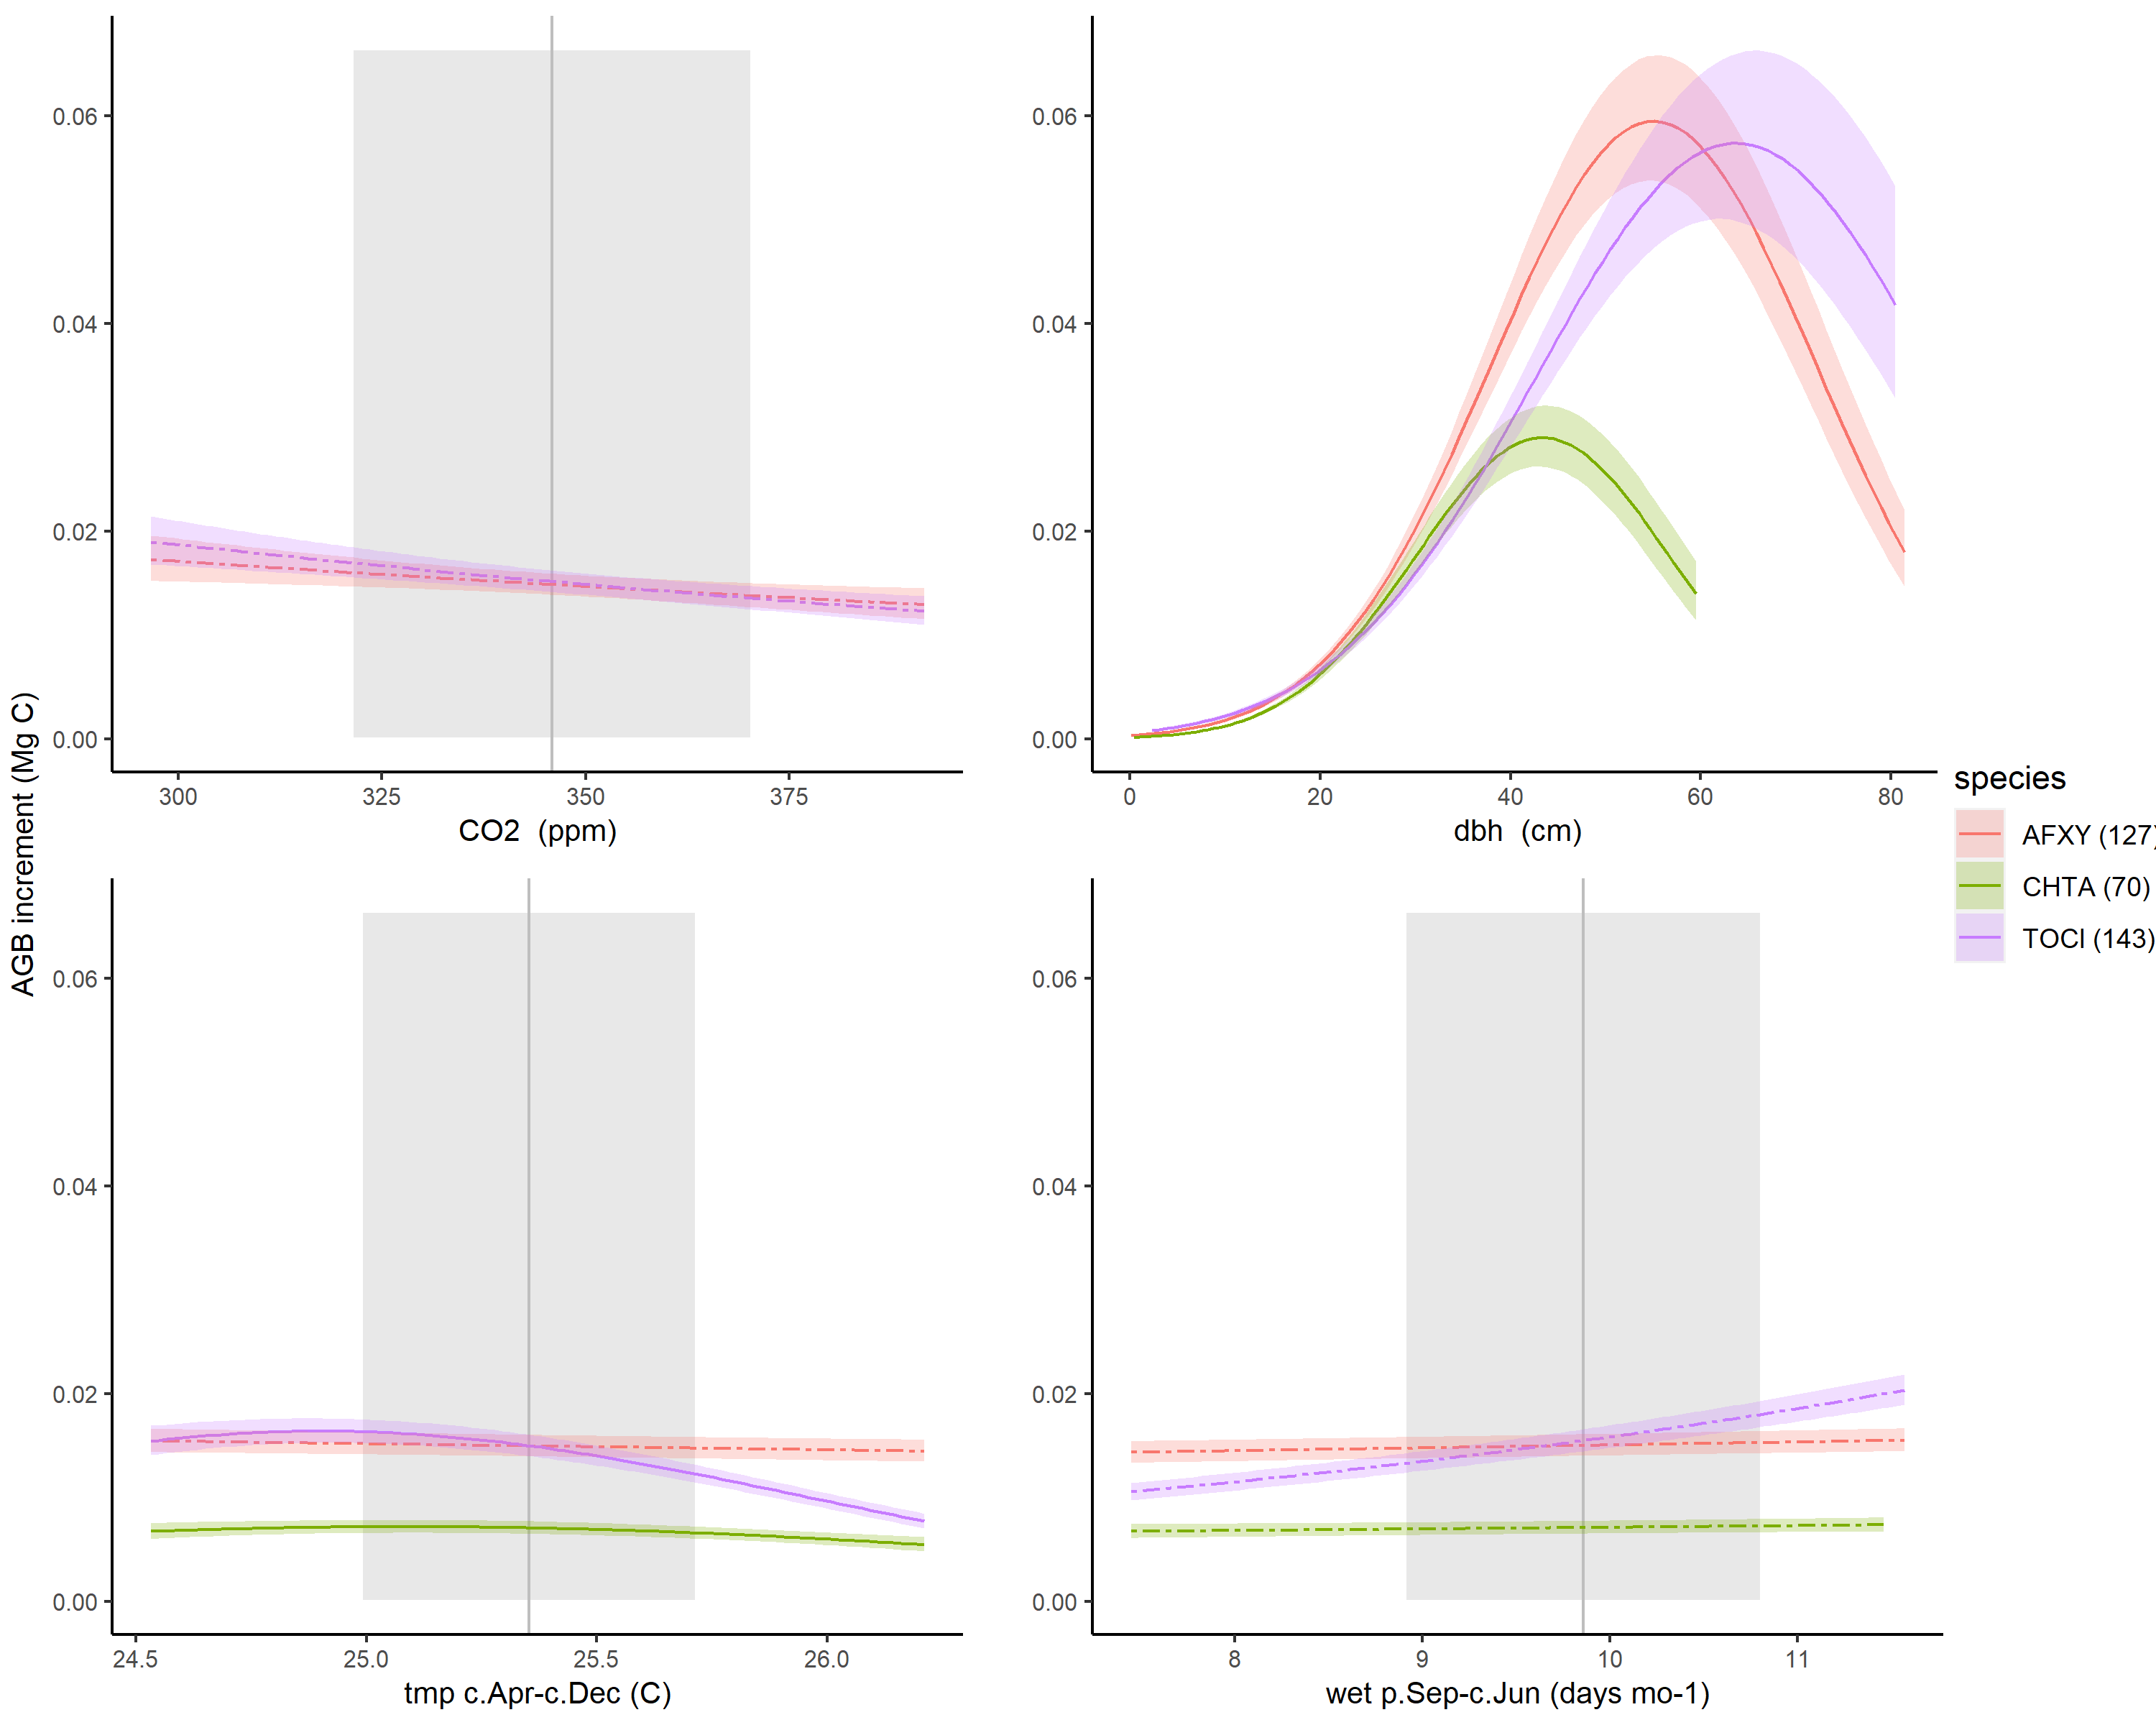 AGB increment (Mg C)
0.06
0.04
0.02
0.00
300 325 350 375
CO2 (ppm)
0.06
0.04
0.02
0.00
0 20 40 60 80
dbh (cm)
0.06
0.04
0.02
0.00
24.5 25.0 25.5 26.0
tmp c.Apr-c.Dec (C)
0.06
0.04
0.02
0.00
8 9 10 11
wet p.Sep-c.Jun (days mo-1)
species
AFXY (127)
CHTA (70)
TOCI (143)